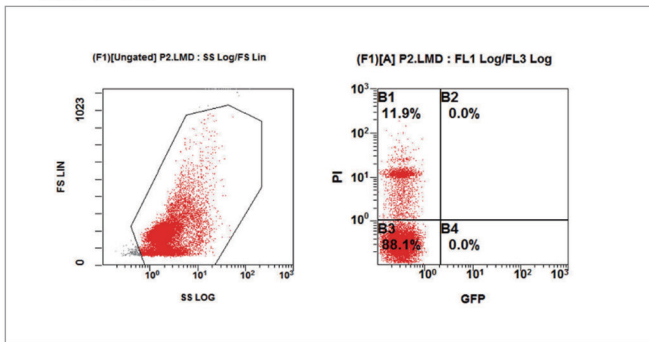 (F1)[Ungated] P2.LMD : SS Log/FS Lin
1023
FS LIN
0
10⁰ 10¹ 10² 10³
SS LOG
(F1)[A] P2.LMD : FL1 Log/FL3 Log
10³
B1 B2
11.9% 0.0%
10²
PI
10¹
10⁰
B3 B4
88.1% 0.0%
10⁰ 10¹ 10² 10³
GFP